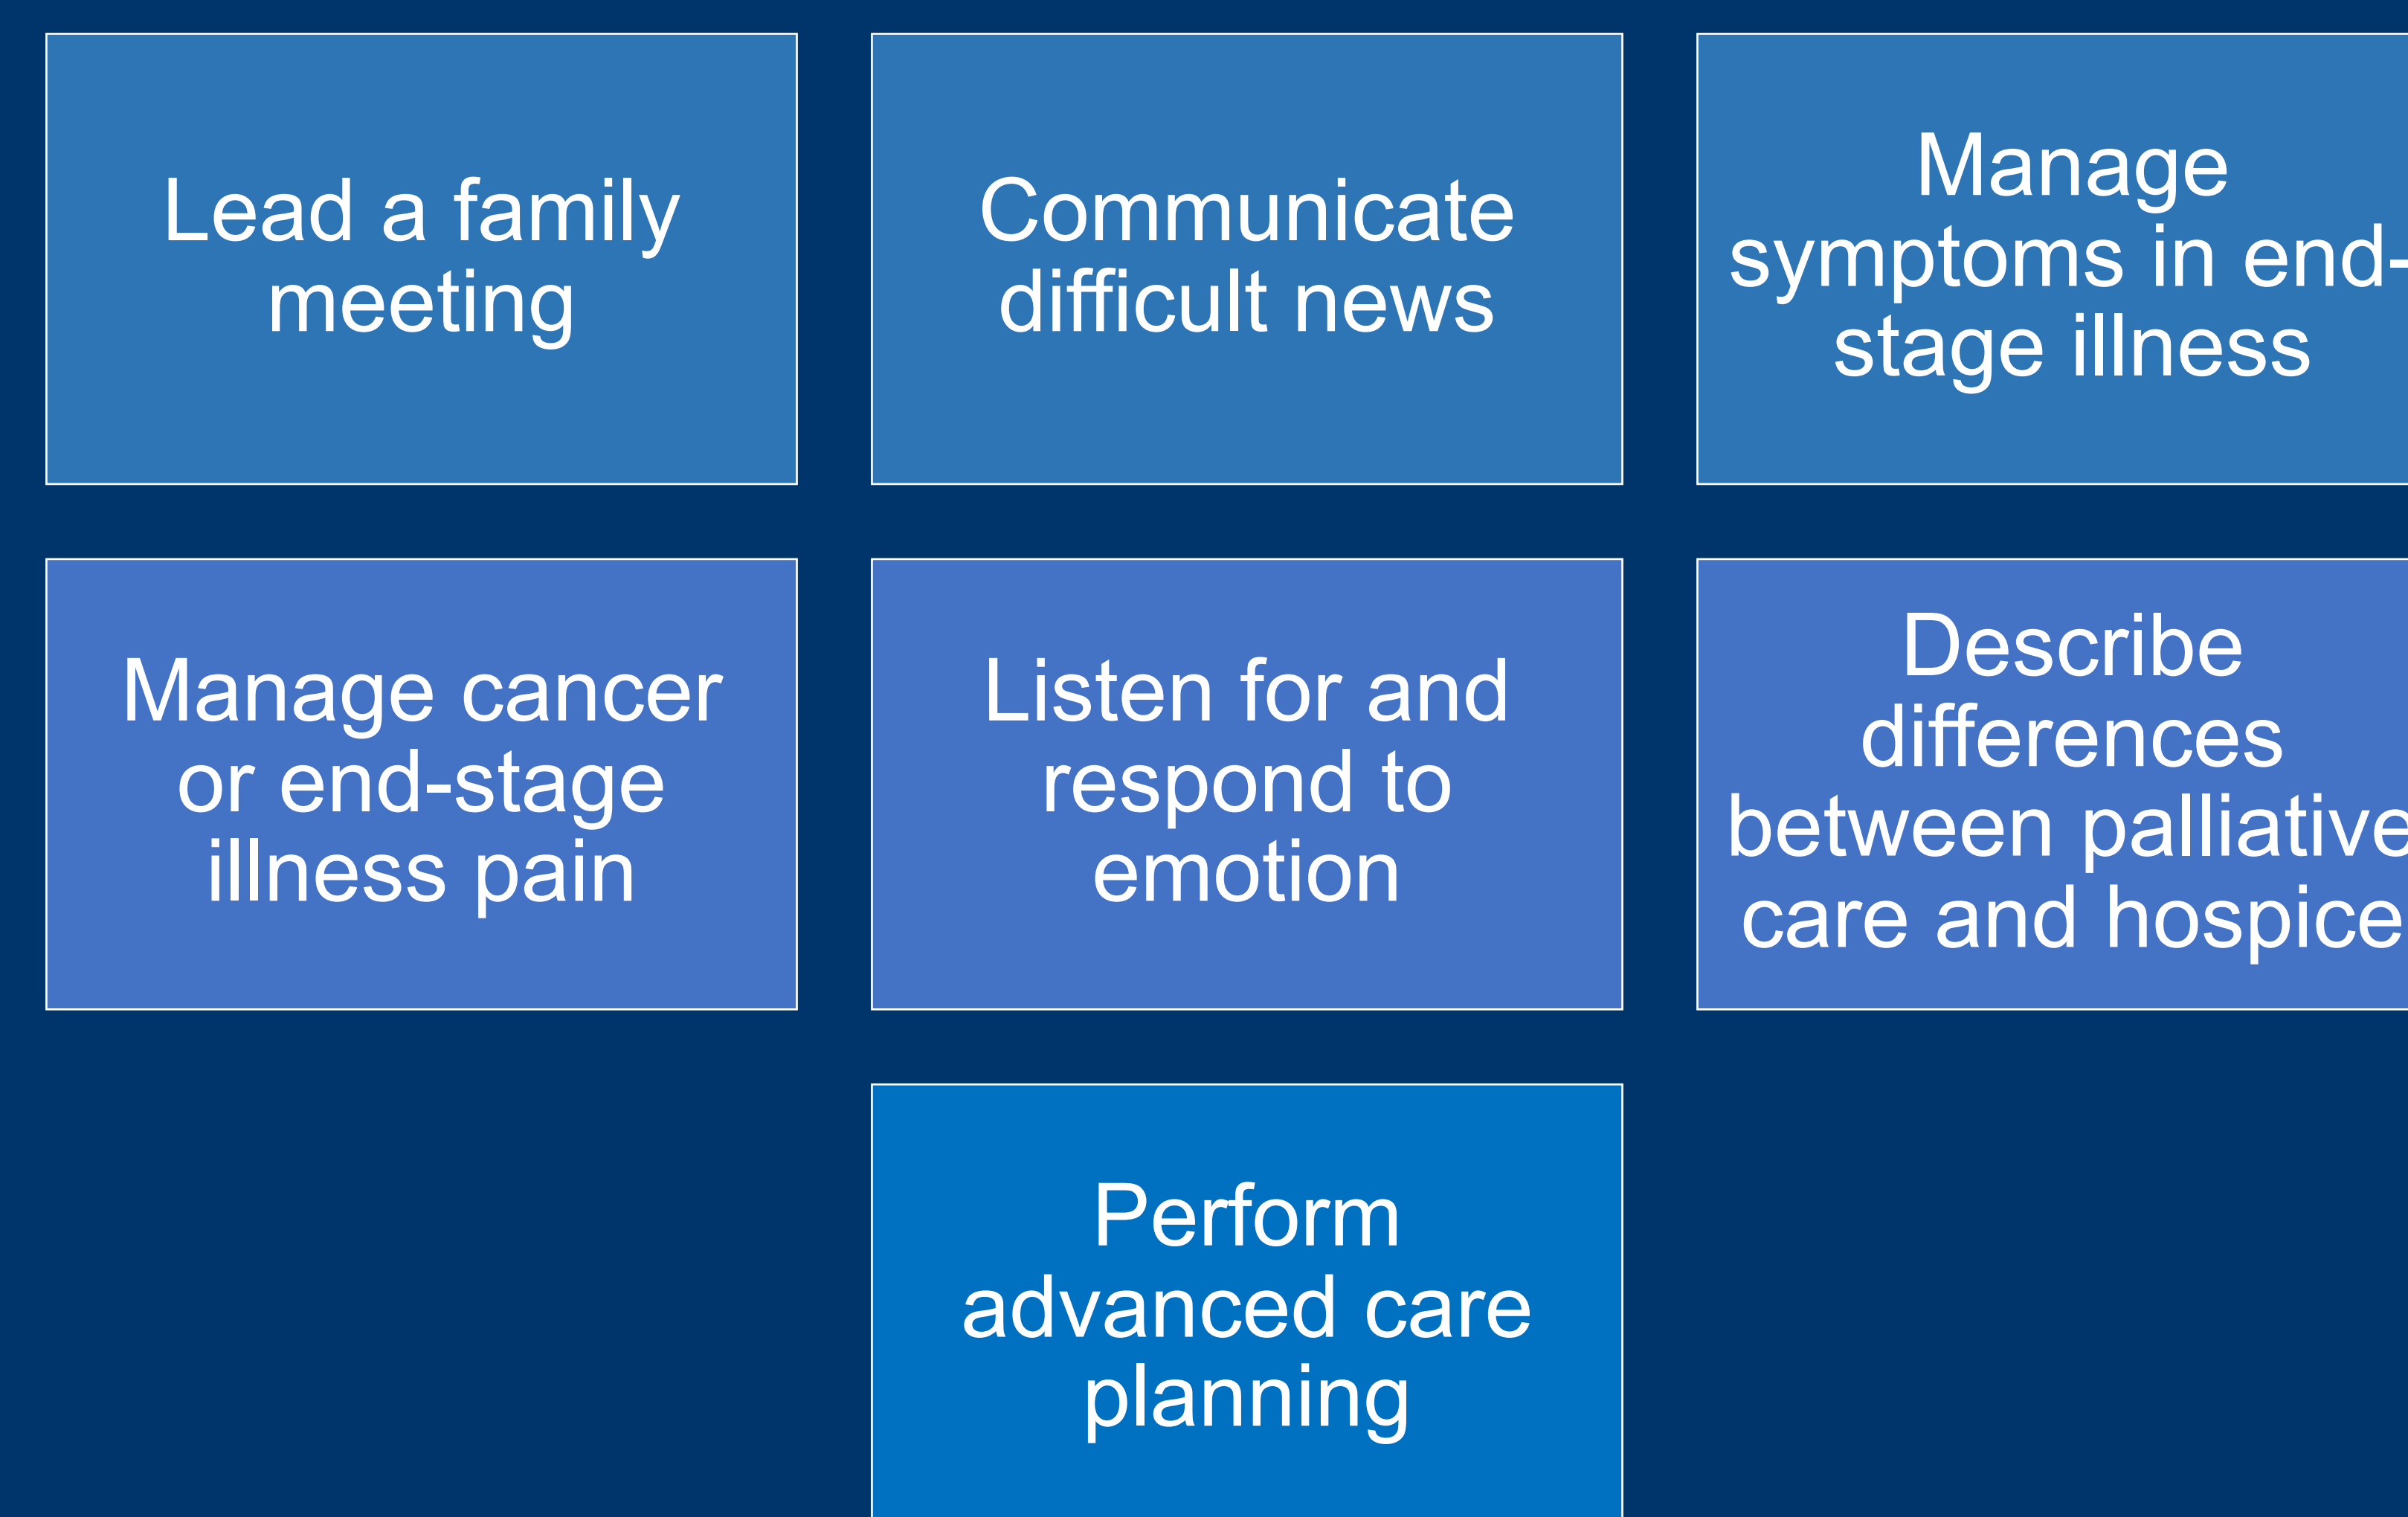 Lead a family
meeting
Communicate
difficult news
Manage
symptoms in end-
stage illness
Manage cancer
or end-stage
illness pain
Listen for and
respond to
emotion
Describe
differences
between palliative
care and hospice
Perform
advanced care
planning